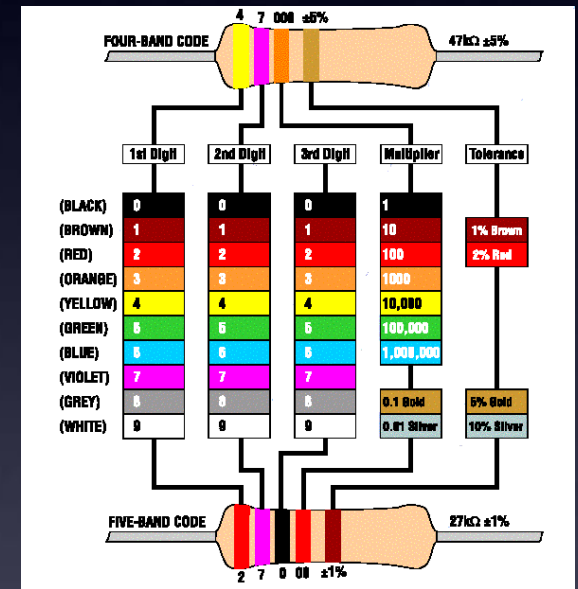 4 7 000 ±5%
FOUR-BAND CODE 47kΩ ±5%
1st Digit 2nd Digit 3rd Digit Multiplier Tolerance
(BLACK) 0 0 0 1
(BROWN) 1 1 1 10 1% Brown
(RED) 2 2 2 100 2% Red
(ORANGE) 3 3 3 1000
(YELLOW) 4 4 4 10,000
(GREEN) 5 5 5 100,000
(BLUE) 6 6 6 1,000,000
(VIOLET) 7 7 7
(GREY) 8 8 8 0.1 Gold 5% Gold
(WHITE) 9 9 9 0.01 Silver 10% Silver
FIVE-BAND CODE 27kΩ ±1%
2 7 0 00 ±1%